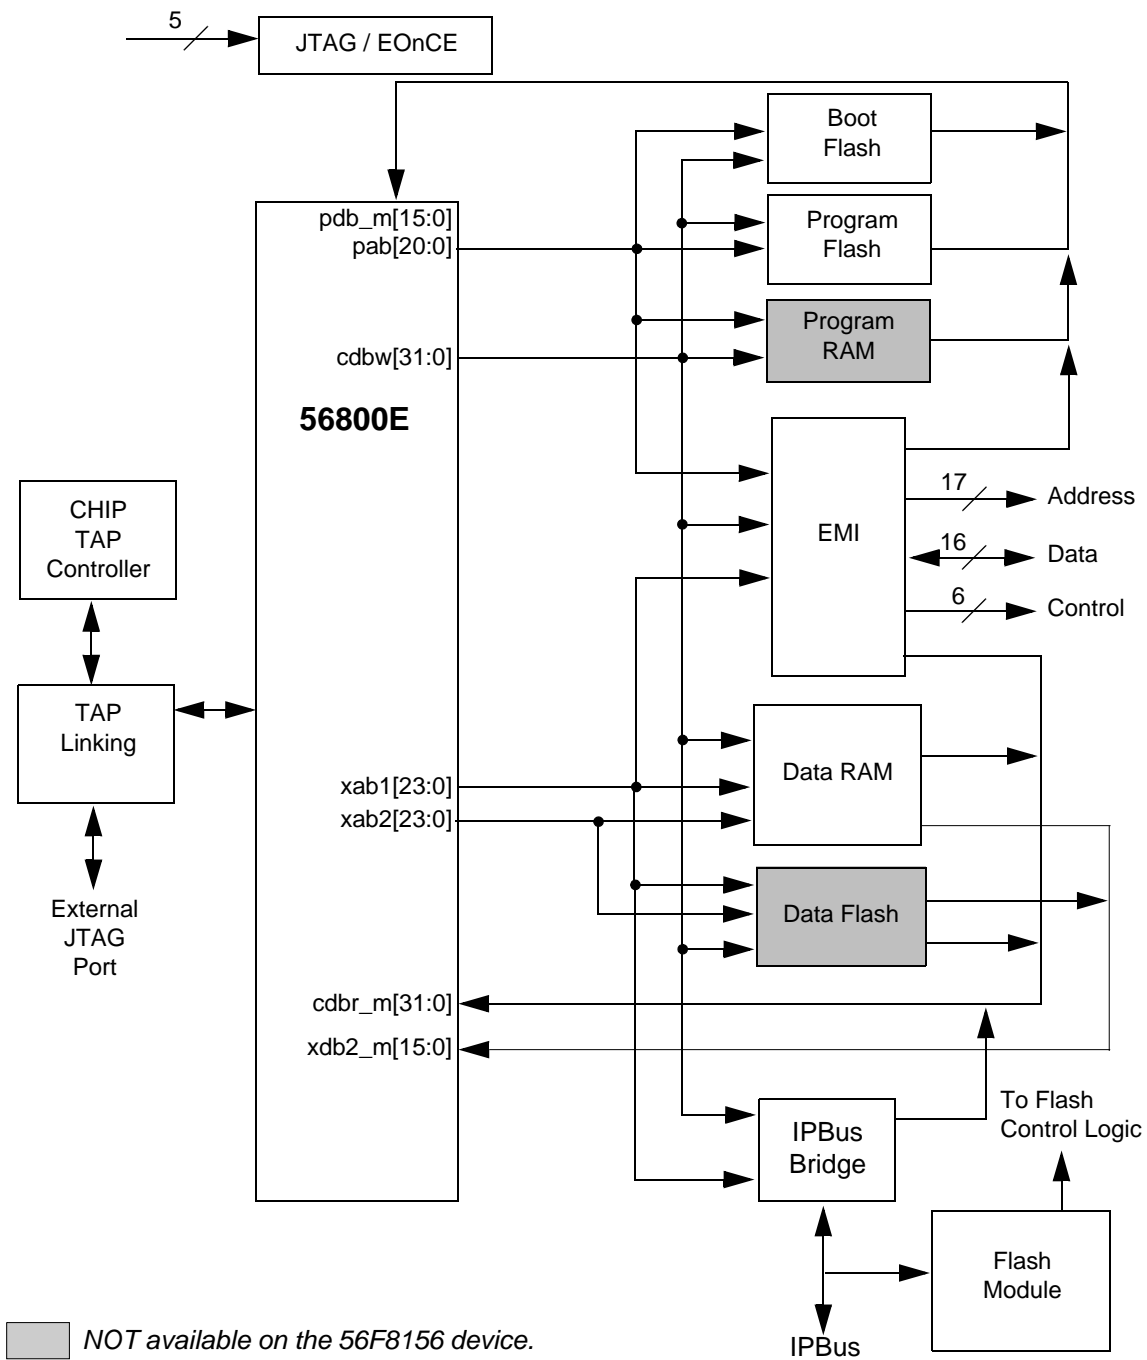 5
JTAG / EOnCE
Boot
Flash
pdb_m[15:0]
pab[20:0]
Program
Flash
Program
RAM
cdbw[31:0]
56800E
CHIP
TAP
Controller
EMI
17
Address
16
Data
6
Control
TAP
Linking
External
JTAG
Port
xab1[23:0]
xab2[23:0]
Data RAM
Data Flash
cdbr_m[31:0]
xdb2_m[15:0]
IPBus
Bridge
To Flash
Control Logic
Flash
Module
IPBus
NOT available on the 56F8156 device.